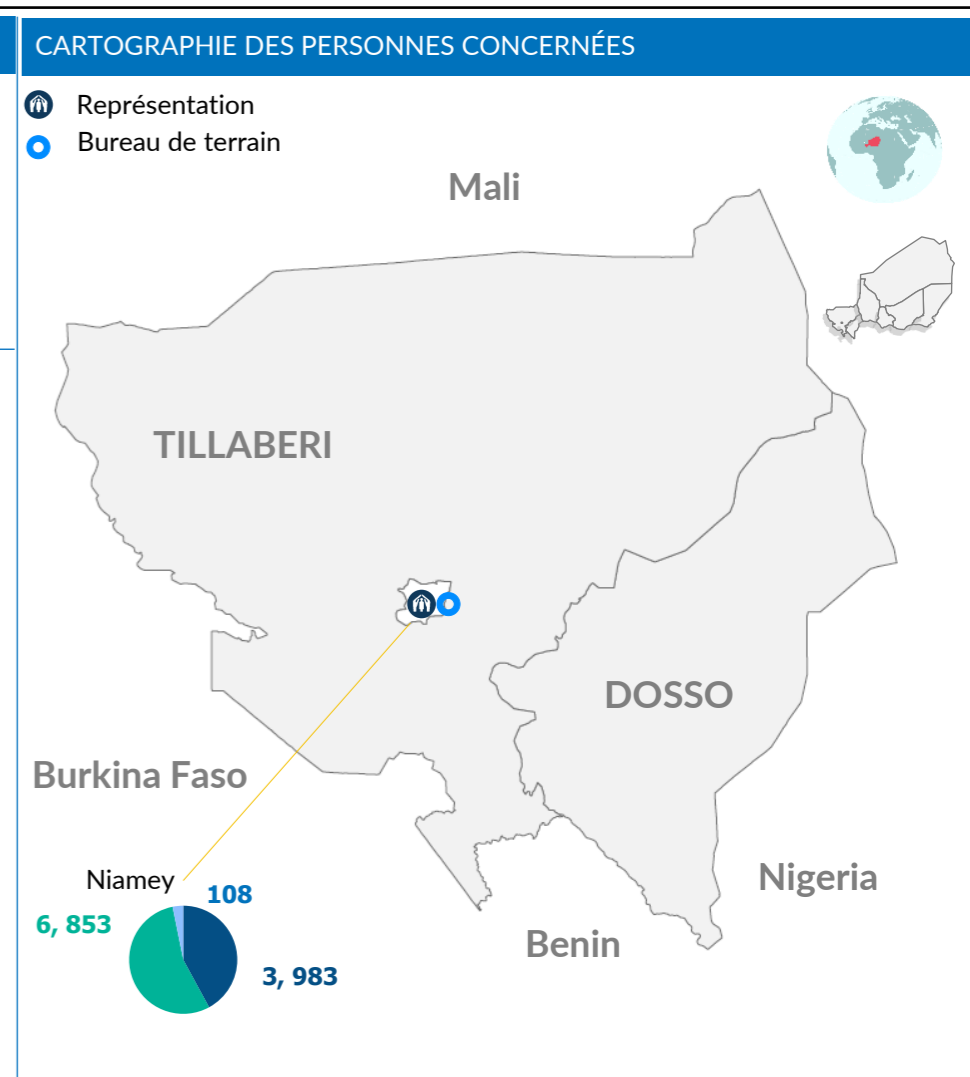 CARTOGRAPHIE DES PERSONNES CONCERNÉES
Représentation
Bureau de terrain
Mali
TILLABERI
DOSSO
Burkina Faso
Niamey
108
6, 853
3, 983
Nigeria
Benin